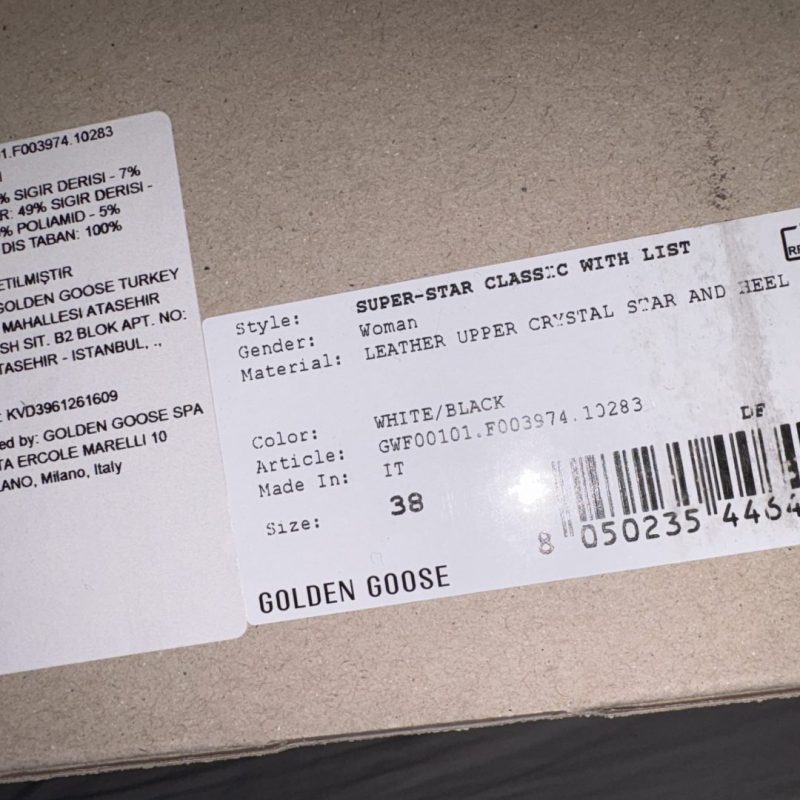 1.F003974.10283
% SIGIR DERISI - 7%
R: 49% SIGIR DERISI -
% POLIAMID - 5%
DIS TABAN: 100%
ETILMIŞTIR
GOLDEN GOOSE TURKEY
MAHALLESI ATASEHIR
SH SIT. B2 BLOK APT. NO:
TASEHIR - ISTANBUL, .,
: KVD3961261609
ed by: GOLDEN GOOSE SPA
TA ERCOLE MARELLI 10
LANO, Milano, Italy
Style: SUPER-STAR CLASSIC WITH LIST
Gender: Woman
Material: LEATHER UPPER CRYSTAL STAR AND HEEL
Color: WHITE/BLACK
Article: GWF00101.F003974.10283
Made In: IT
Size: 38
DF
8 050235 4464
GOLDEN GOOSE